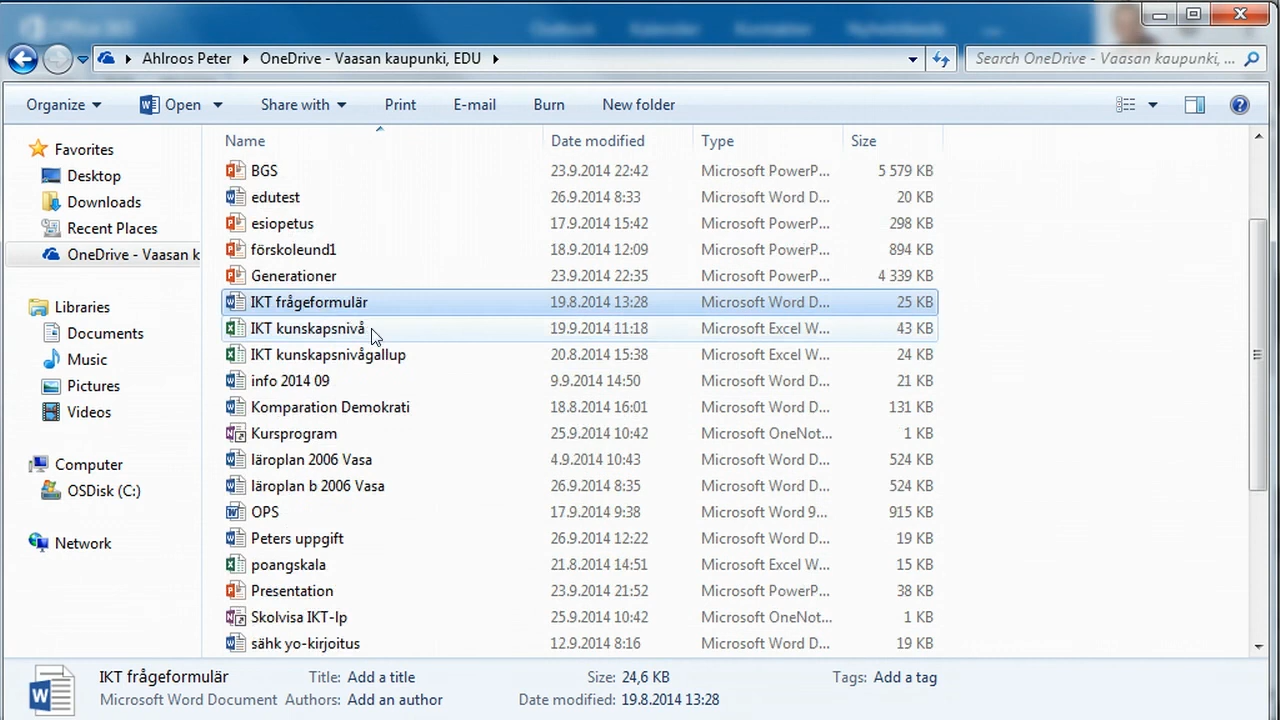 Ahlroos Peter OneDrive - Vaasan kaupunki, EDU
Search OneDrive - Vaasan kaupunki, ...
Organize Open Share with Print E-mail Burn New folder
Favorites
Desktop
Downloads
Recent Places
OneDrive - Vaasan k
Libraries
Documents
Music
Pictures
Videos
Computer
OSDisk (C:)
Network
Name Date modified Type Size
BGS 23.9.2014 22:42 Microsoft PowerP... 5 579 KB
edutest 26.9.2014 8:33 Microsoft Word D... 20 KB
esiopetus 17.9.2014 15:42 Microsoft PowerP... 298 KB
förskoleund1 18.9.2014 12:09 Microsoft PowerP... 894 KB
Generationer 23.9.2014 22:35 Microsoft PowerP... 4 339 KB
IKT frågeformulär 19.8.2014 13:28 Microsoft Word D... 25 KB
IKT kunskapsnivå 19.9.2014 11:18 Microsoft Excel W... 43 KB
IKT kunskapsnivågallup 20.8.2014 15:38 Microsoft Excel W... 24 KB
info 2014 09 9.9.2014 14:50 Microsoft Word D... 21 KB
Komparation Demokrati 18.8.2014 16:01 Microsoft Word D... 131 KB
Kursprogram 25.9.2014 10:42 Microsoft OneNot... 1 KB
läroplan 2006 Vasa 4.9.2014 10:43 Microsoft Word D... 524 KB
läroplan b 2006 Vasa 26.9.2014 8:35 Microsoft Word D... 524 KB
OPS 17.9.2014 9:38 Microsoft Word 9... 915 KB
Peters uppgift 26.9.2014 12:22 Microsoft Word D... 19 KB
poangskala 21.8.2014 14:51 Microsoft Excel W... 15 KB
Presentation 23.9.2014 21:52 Microsoft PowerP... 38 KB
Skolvisa IKT-lp 25.9.2014 10:42 Microsoft OneNot... 1 KB
sähk yo-kirjoitus 12.9.2014 8:16 Microsoft Word D... 19 KB
IKT frågeformulär Title: Add a title Size: 24,6 KB Tags: Add a tag
Microsoft Word Document Authors: Add an author Date modified: 19.8.2014 13:28